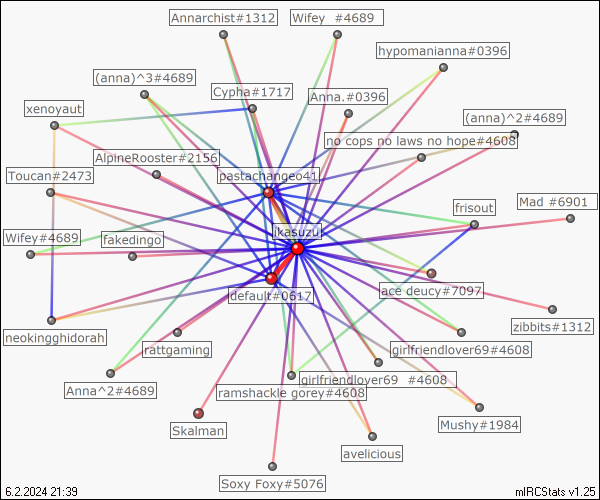 Annarchist#1312
Wifey  #4689
hypomanianna#0396
(anna)^3#4689
Cypha#1717
Anna.#0396
xenoyaut
(anna)^2#4689
no cops no laws no hope#4608
AlpineRooster#2156
Toucan#2473
pastachangeo41
Mad #6901
frisout
ikasuzu
Wifey#4689
fakedingo
lace deucy#7097
default#0617
zibbits#1312
neokingghidorah
rattgaming
girlfriendlover69#4608
girlfriendlover69  #4608
Anna^2#4689
ramshackle gorey#4608
Skalman
Mushy#1984
avelicious
Soxy Foxy#5076
6.2.2024 21:39
mIRCStats v1.25